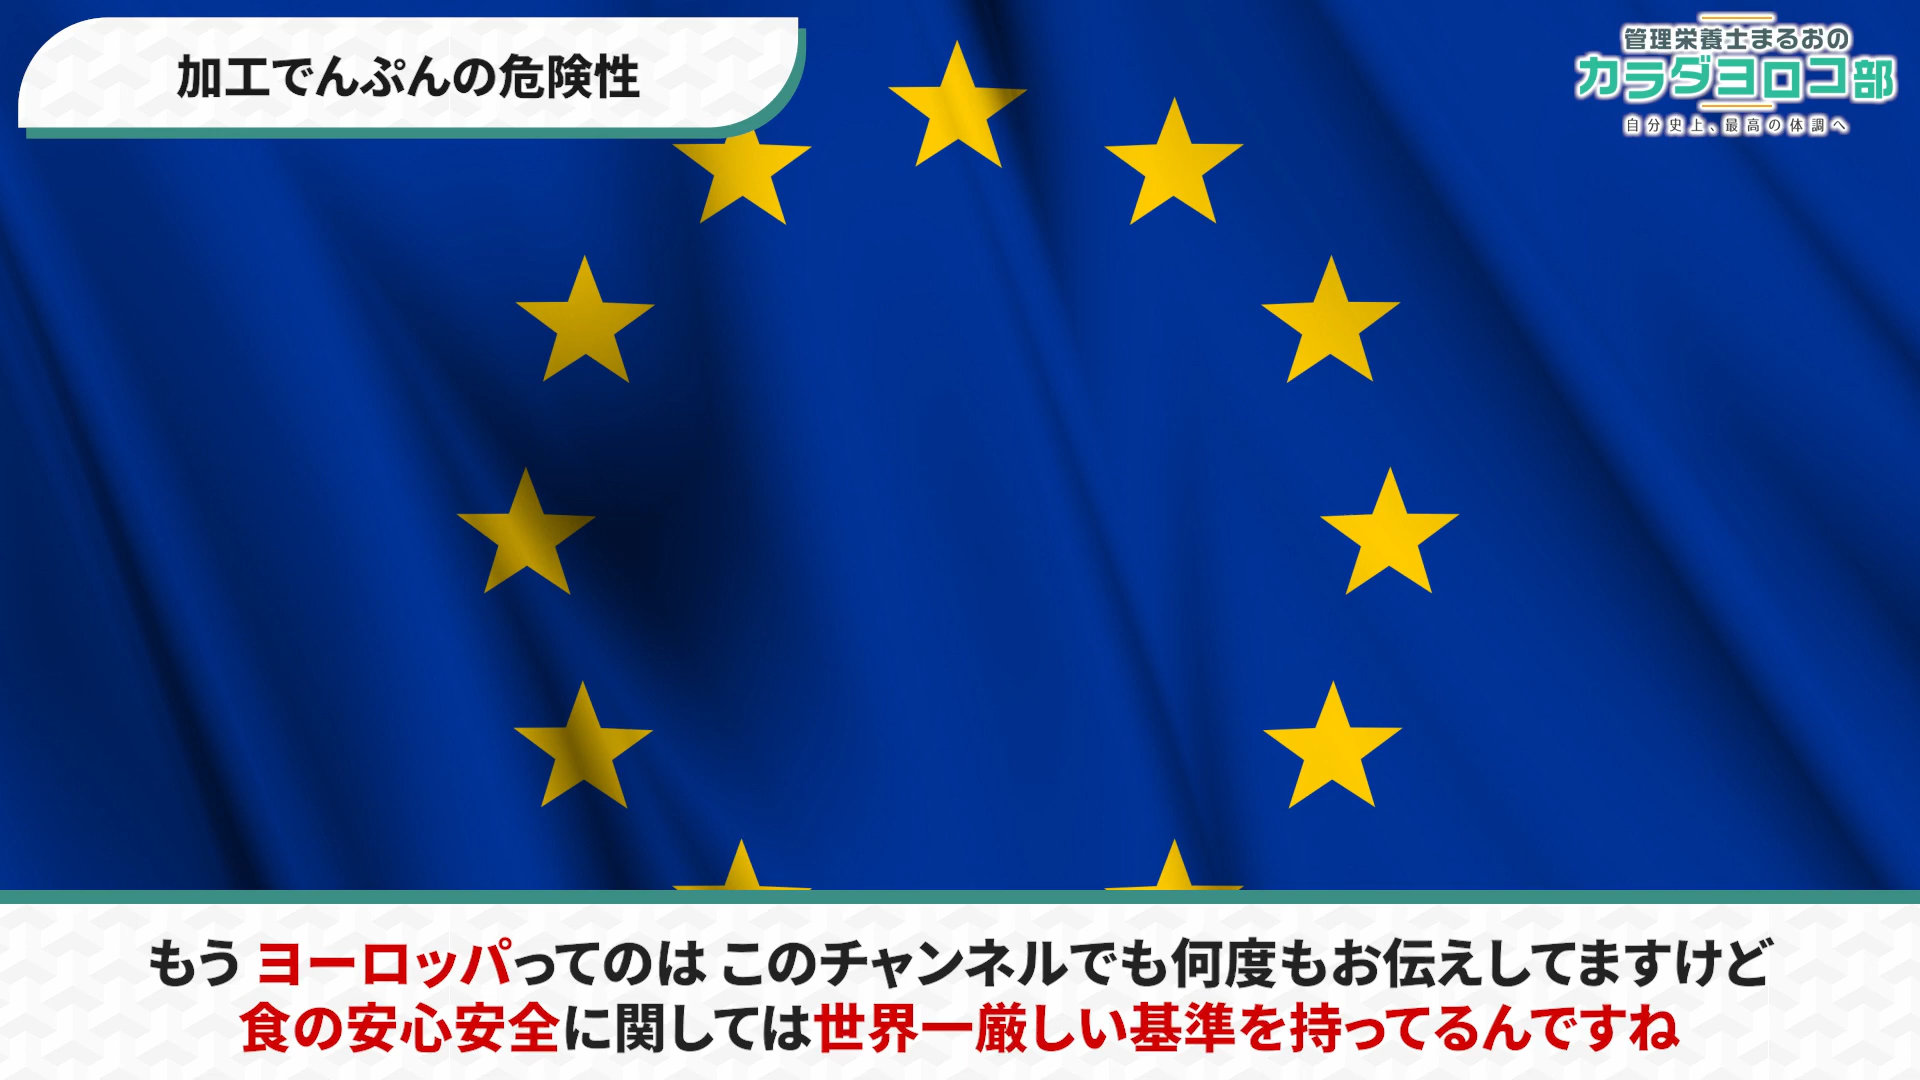 加工でんぷんの危険性
管理栄養士まるおの
カラダヨロコ部
自分史上、最高の体調へ
もう ヨーロッパってのは このチャンネルでも何度もお伝えしてますけど
食の安心安全に関しては世界一厳しい基準を持ってるんですね